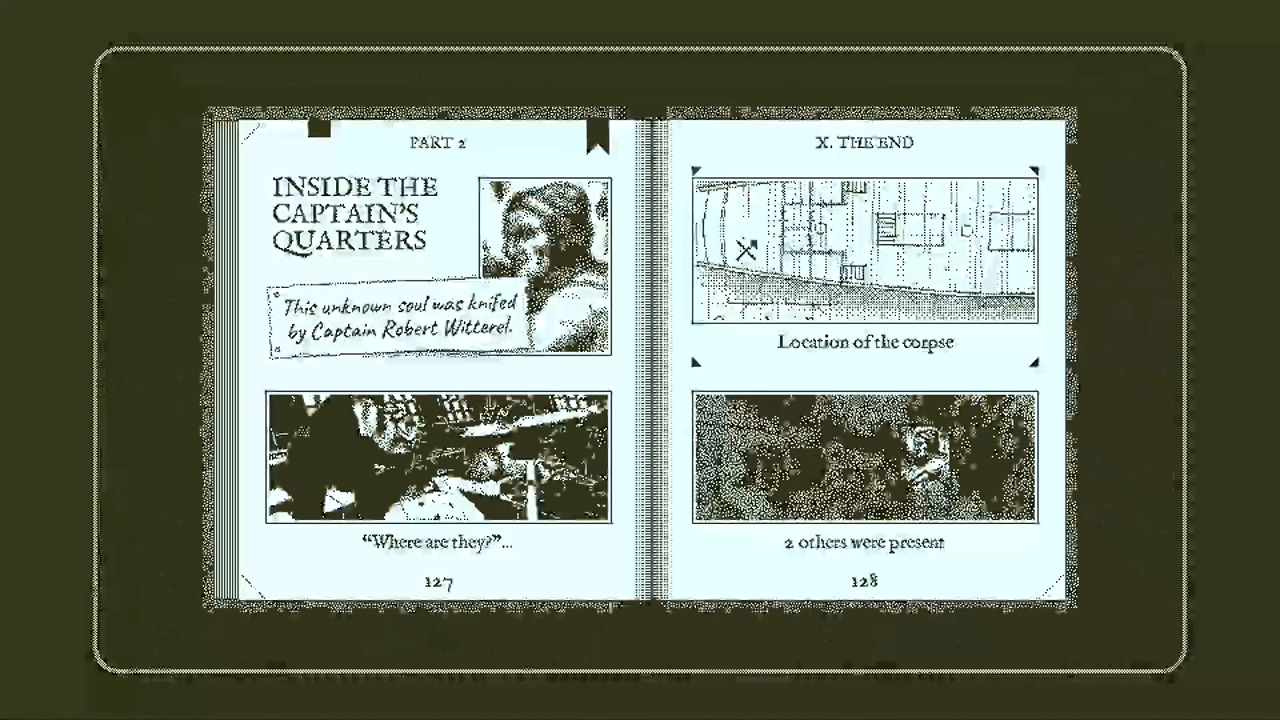 PART 2
INSIDE THE
CAPTAIN'S
QUARTERS
This unknown soul was knifed
by Captain Robert Witterel.
"Where are they?"...
127
X. THE END
Location of the corpse
2 others were present
128